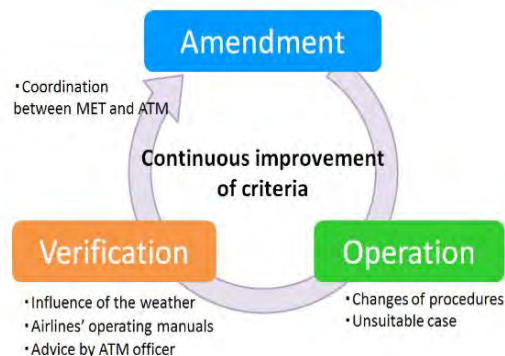 Amendment
・Coordination
between MET and ATM
Continuous improvement
of criteria
Verification
・Influence of the weather
・Airlines' operating manuals
・Advice by ATM officer
Operation
・Changes of procedures
・Unsuitable case